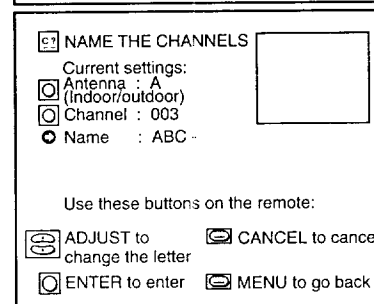 C? NAME THE CHANNELS
Current settings:
Antenna : A
(Indoor/outdoor)
Channel : 003
Name : ABC
Use these buttons on the remote:
ADJUST to CANCEL to cance
change the letter
ENTER to enter MENU to go back